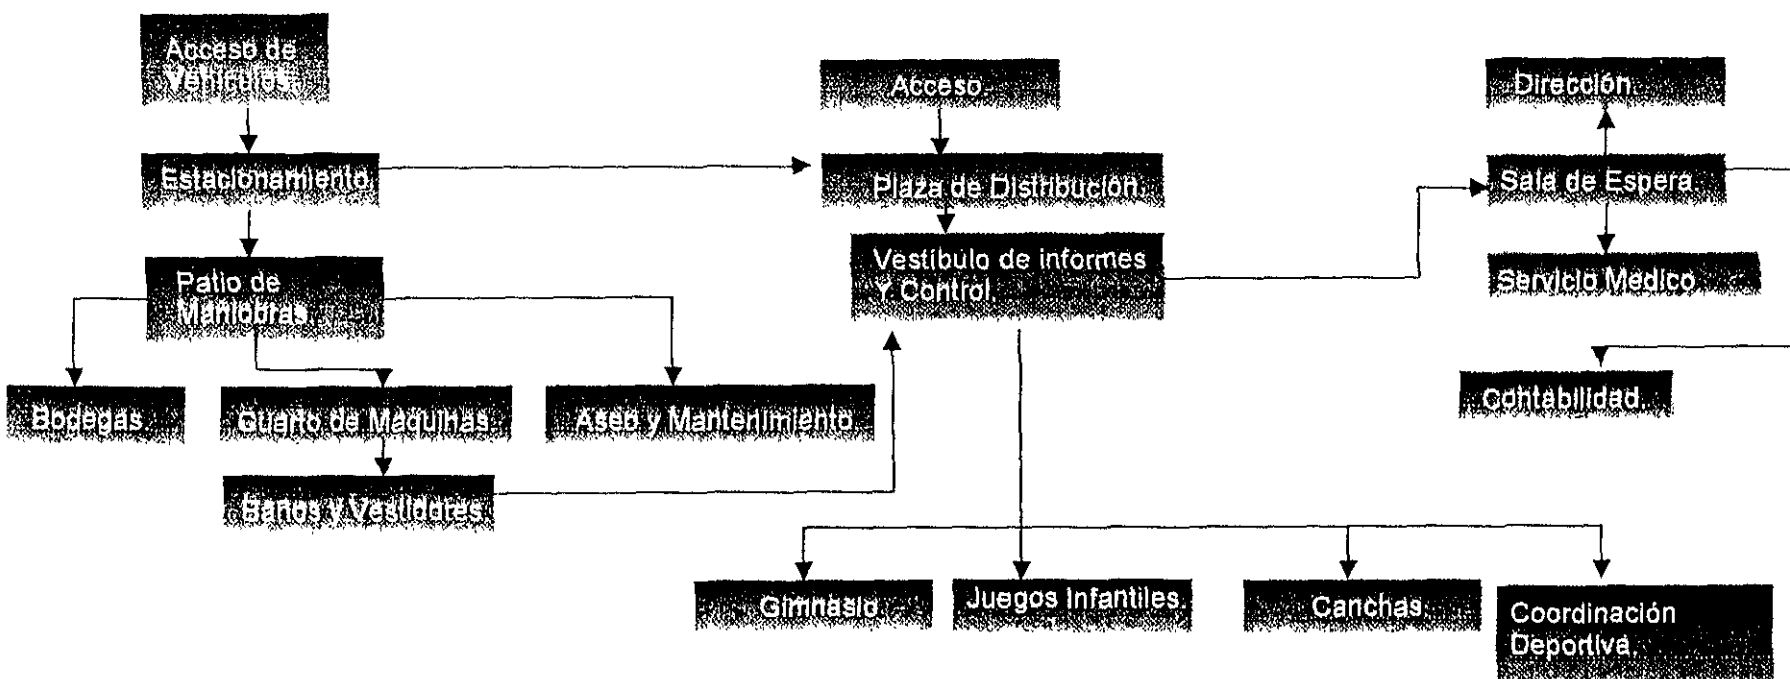 Acceso de
Vehículos.
Acceso.
Dirección.
Estacionamiento
Plaza de Distribución.
Sala de Espera.
Patio de
Maniobras.
Vestíbulo de informes
Y Control.
Servicio Medico
Bodegas.
Cuarto de Maquinas.
Aseo y Mantenimiento.
Contabilidad.
Baños y Vestidores.
Gimnasio
Juegos Infantiles.
Canchas.
Coordinación
Deportiva.